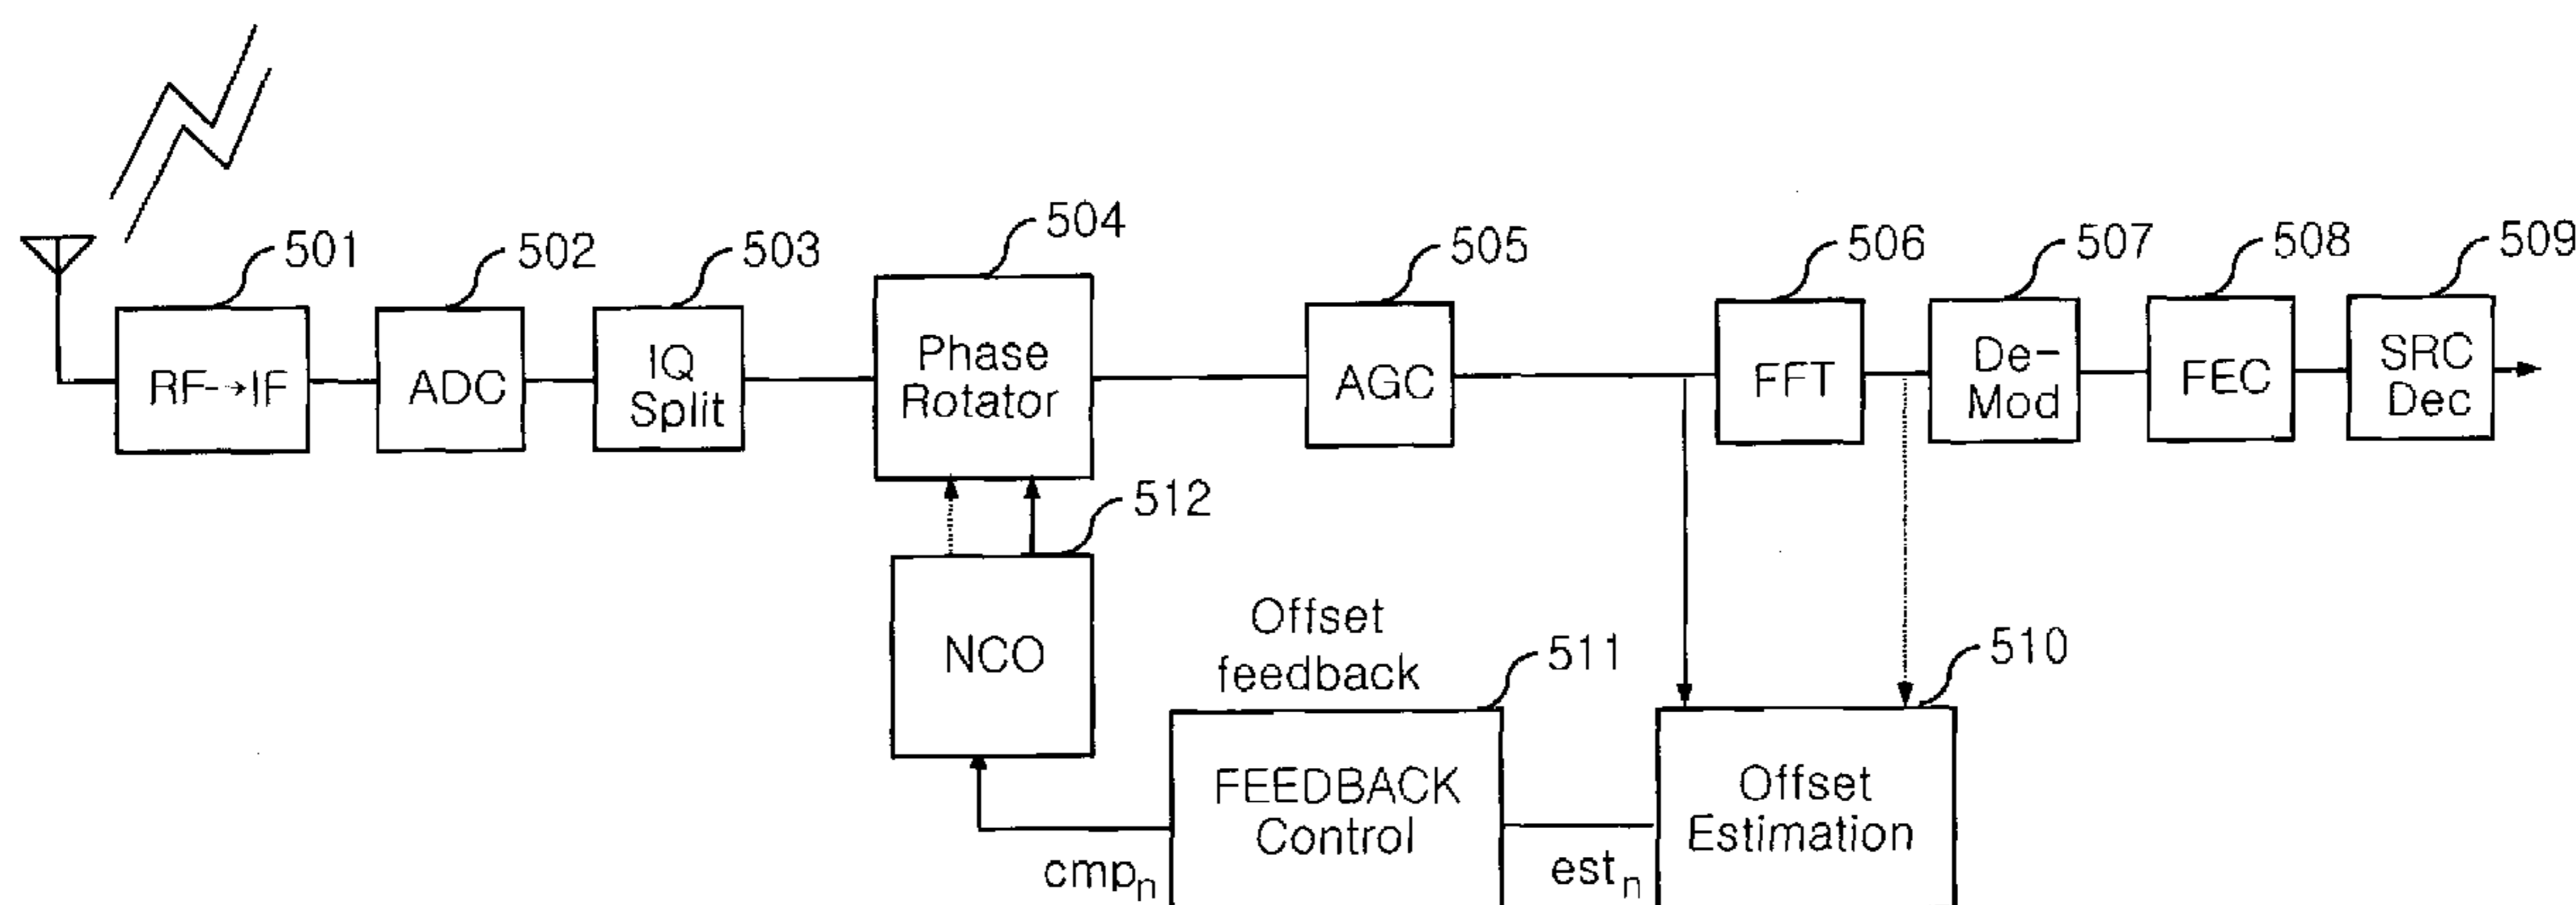 501
502
503
504
505
506
507
508
509
RF→IF
ADC
IQ
Split
Phase
Rotator
AGC
FFT
De-
Mod
FEC
SRC
Dec
512
NCO
Offset
feedback
511
510
FEEDBACK
Control
Offset
Estimation
cmpn
estn